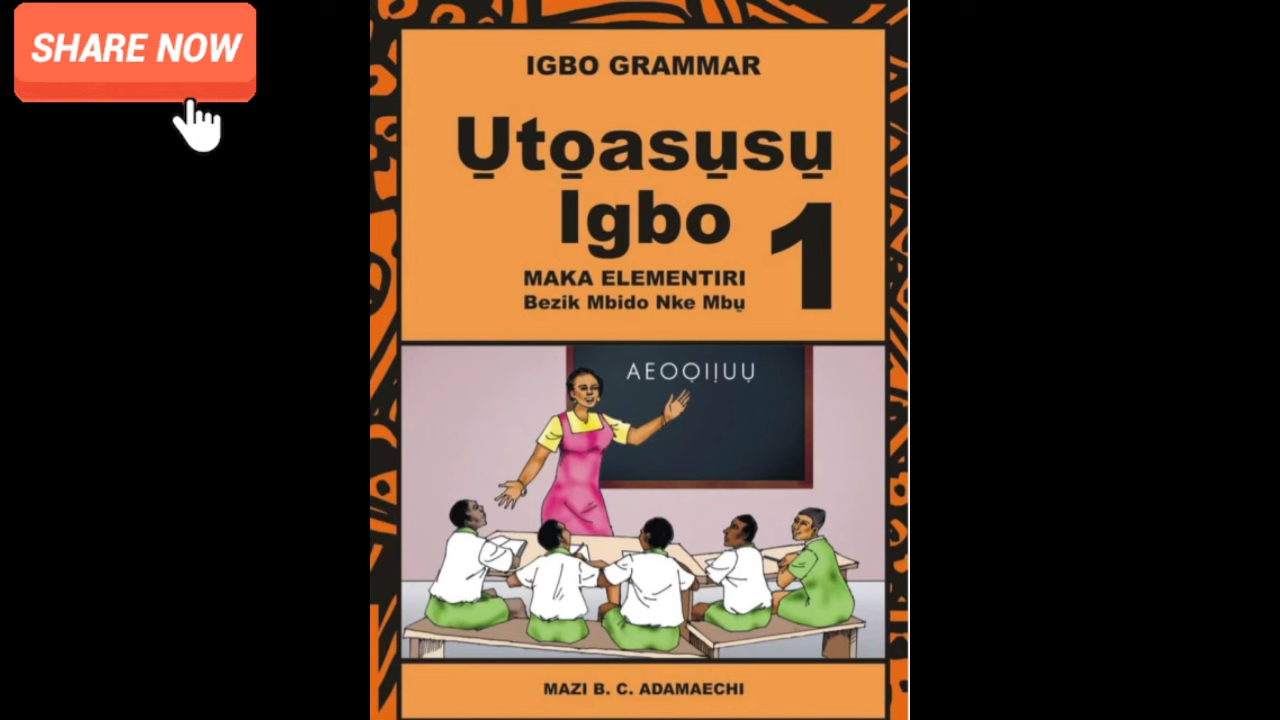 SHARE NOW
IGBO GRAMMAR
Ụtọasụsụ
Igbo 1
MAKA ELEMENTIRI
Bezik Mbido Nke Mbụ
AEOỌIỊUỤ
MAZI B. C. ADAMAECHI